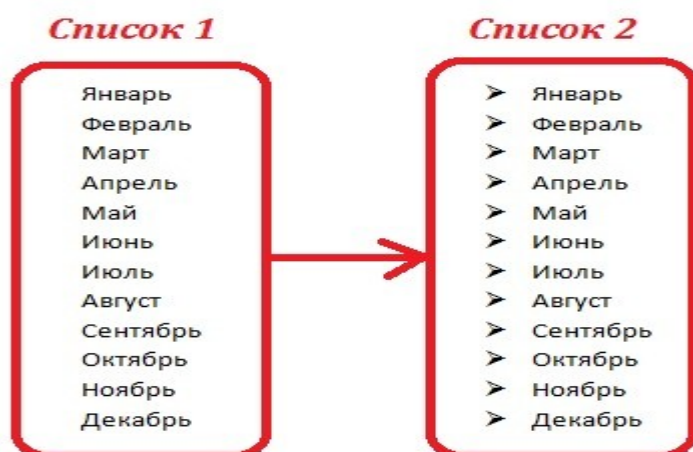 Список 1
Январь
Февраль
Март
Апрель
Май
Июнь
Июль
Август
Сентябрь
Октябрь
Ноябрь
Декабрь
Список 2
➢ Январь
➢ Февраль
➢ Март
➢ Апрель
➢ Май
➢ Июнь
➢ Июль
➢ Август
➢ Сентябрь
➢ Октябрь
➢ Ноябрь
➢ Декабрь